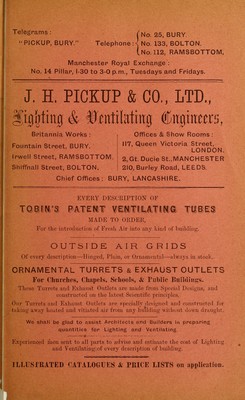 Telegrams:
"PICKUP, BURY."
Telephone:
No. 25, BURY
No. 133, BOLTON.
No. 112, RAMSBOTTOM.
Manchester Royal Exchange:
No. 14 Pillar, 1-30 to 3-0 p.m., Tuesdays and Fridays.
J. H. PICKUP & CO., LTD.,
Lighting & Ventilating Engineers,
Britannia Works:
Fountain Street, BURY.
Irwell Street, RAMSBOTTOM.
Sniffhall Street, BOLTON.
Offices & Show Rooms:
117, Queen Victoria Street, LONDON.
2, Gt. Ducie St., MANCHESTER
210, Burley Road, LEEDS.
Chief Offices: BURY, LANCASHIRE.
EVERY DESCRIPTION OF
TOBIN'S PATENT VENTILATING TUBES
MADE TO ORDER,
For the introduction of Fresh Air into any kind of building.
OUTSIDE AIR GRIDS
Of every description—Hinged, Plain, or Ornamental—always in stock.
ORNAMENTAL TURRETS & EXHAUST OUTLETS
For Churches, Chapels, Schools, & Public Buildings.
These Turrets and Exhaust Outlets are made from Special Designs, and
constructed on the latest Scientific principles.
Our Turrets and Exhaust Outlets are specially designed and constructed for
taking away heated and vitiated air from any building without down draught.
We shall be glad to assist Architects and Builders in preparing
quantities for Lighting and Ventilating.
Experienced men sent to all parts to advise and estimate the cost of Lighting
and Ventilating of every description of building.
ILLUSTRATED CATALOGUES & PRICE LISTS on application.